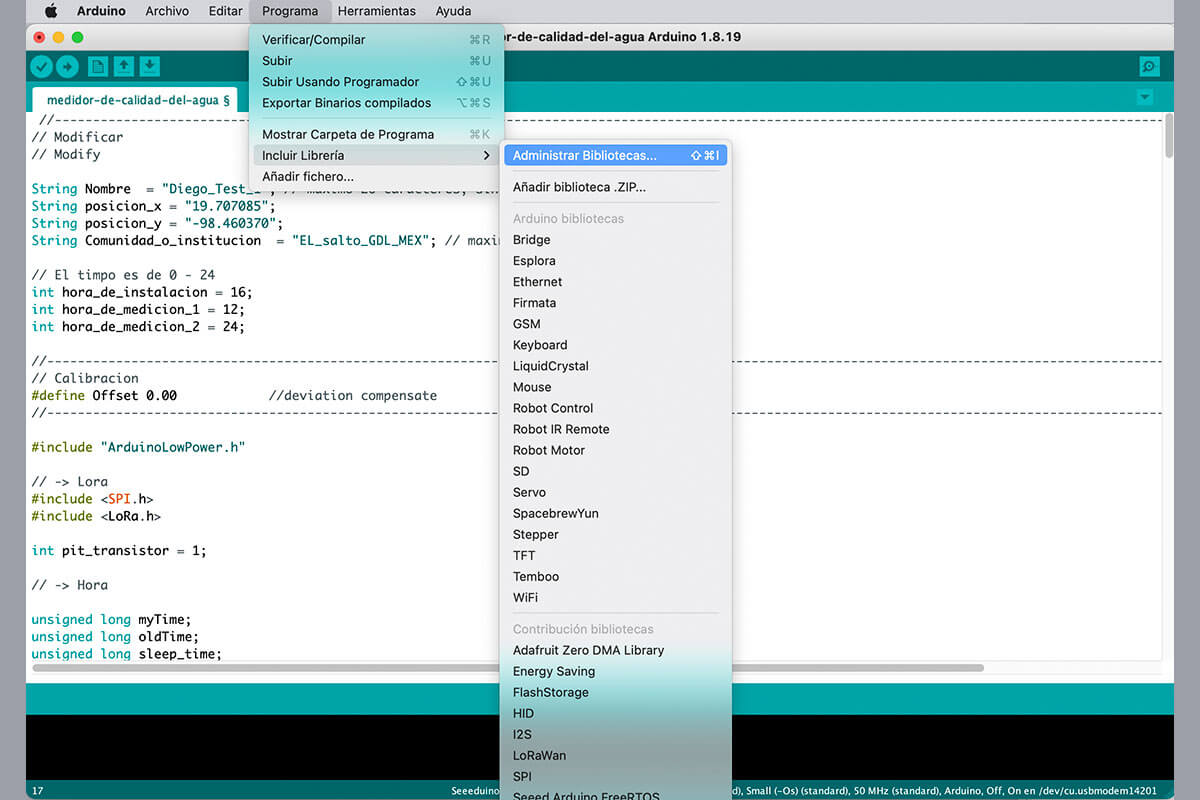 Arduino Archivo Editar Programa Herramientas Ayuda
r-de-calidad-del-agua Arduino 1.8.19
medidor-de-calidad-del-agua §
Verificar/Compilar ⌘R
Subir ⌘U
Subir Usando Programador ⇧⌘U
Exportar Binarios compilados ⌥⌘S
Mostrar Carpeta de Programa ⌘K
Incluir Librería
Añadir fichero...
Administrar Bibliotecas... ⇧⌘I
Añadir biblioteca .ZIP...
Arduino bibliotecas
Bridge
Esplora
Ethernet
Firmata
GSM
Keyboard
LiquidCrystal
Mouse
Robot Control
Robot IR Remote
Robot Motor
SD
Servo
SpacebrewYun
Stepper
TFT
Temboo
WiFi
Contribución bibliotecas
Adafruit Zero DMA Library
Energy Saving
FlashStorage
HID
I2S
LoRaWan
SPI
Seeed Arduino FreeRTOS
//------------------------------------------------
// Modificar
// Modify
String Nombre = "Diego_Test_
String posicion_x = "19.707085";
String posicion_y = "-98.460370";
String Comunidad_o_institucion = "EL_salto_GDL_MEX"; // maxi
// El timpo es de 0 - 24
int hora_de_instalacion = 16;
int hora_de_medicion_1 = 12;
int hora_de_medicion_2 = 24;
//------------------------------------------------
// Calibracion
#define Offset 0.00 //deviation compensate
//------------------------------------------------
#include "ArduinoLowPower.h"
// -> Lora
#include <SPI.h>
#include <LoRa.h>
int pit_transistor = 1;
// -> Hora
unsigned long myTime;
unsigned long oldTime;
unsigned long sleep_time;
17 Seeeduino d), Small (-Os) (standard), 50 MHz (standard), Arduino, Off, On en /dev/cu.usbmodem14201